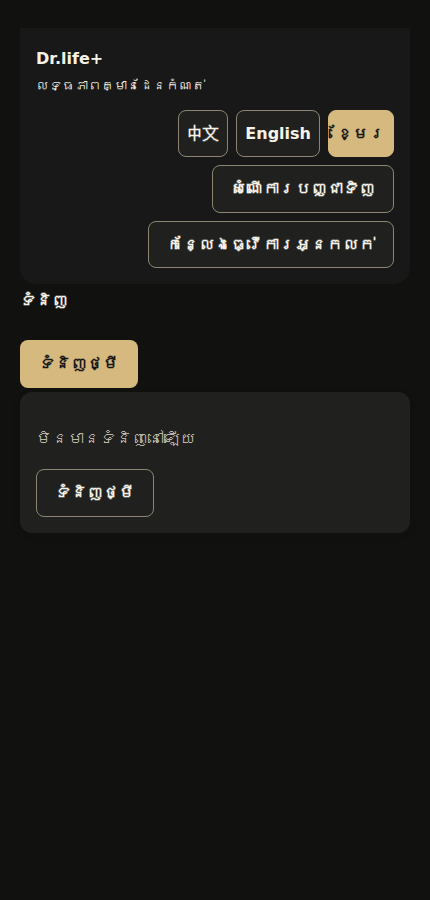 Dr.life+
លទ្ធភាពគ្មានដែនកំណត់
中文
English
ខ្មែរ
សំណើការបញ្ជាទិញ
កន្លែងធ្វើការអ្នកលក់
ទំនិញ
ទំនិញថ្មី
មិនមានទំនិញនៅឡើយ
ទំនិញថ្មី